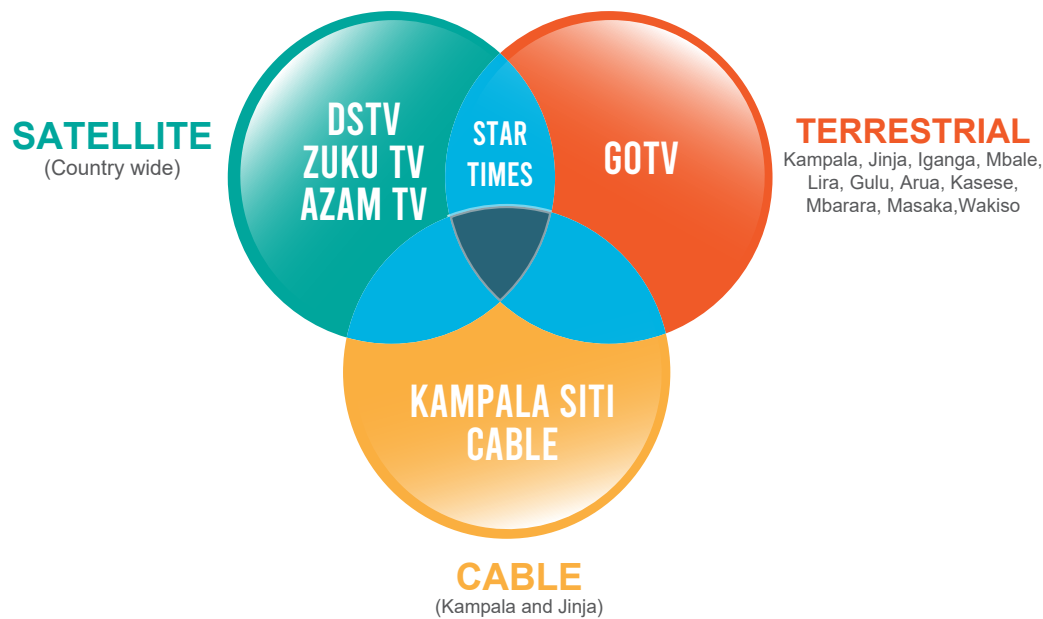 SATELLITE
(Country wide)
DSTV
ZUKU TV
AZAM TV
STAR
TIMES
GOTV
TERRESTRIAL
Kampala, Jinja, Iganga, Mbale,
Lira, Gulu, Arua, Kasese,
Mbarara, Masaka,Wakiso
KAMPALA SITI
CABLE
CABLE
(Kampala and Jinja)